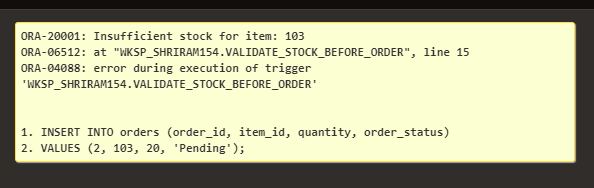 ORA-20001: Insufficient stock for item: 103
ORA-06512: at "WKSP_SHRIRAM154.VALIDATE_STOCK_BEFORE_ORDER", line 15
ORA-04088: error during execution of trigger
'WKSP_SHRIRAM154.VALIDATE_STOCK_BEFORE_ORDER'
1. INSERT INTO orders (order_id, item_id, quantity, order_status)
2. VALUES (2, 103, 20, 'Pending');